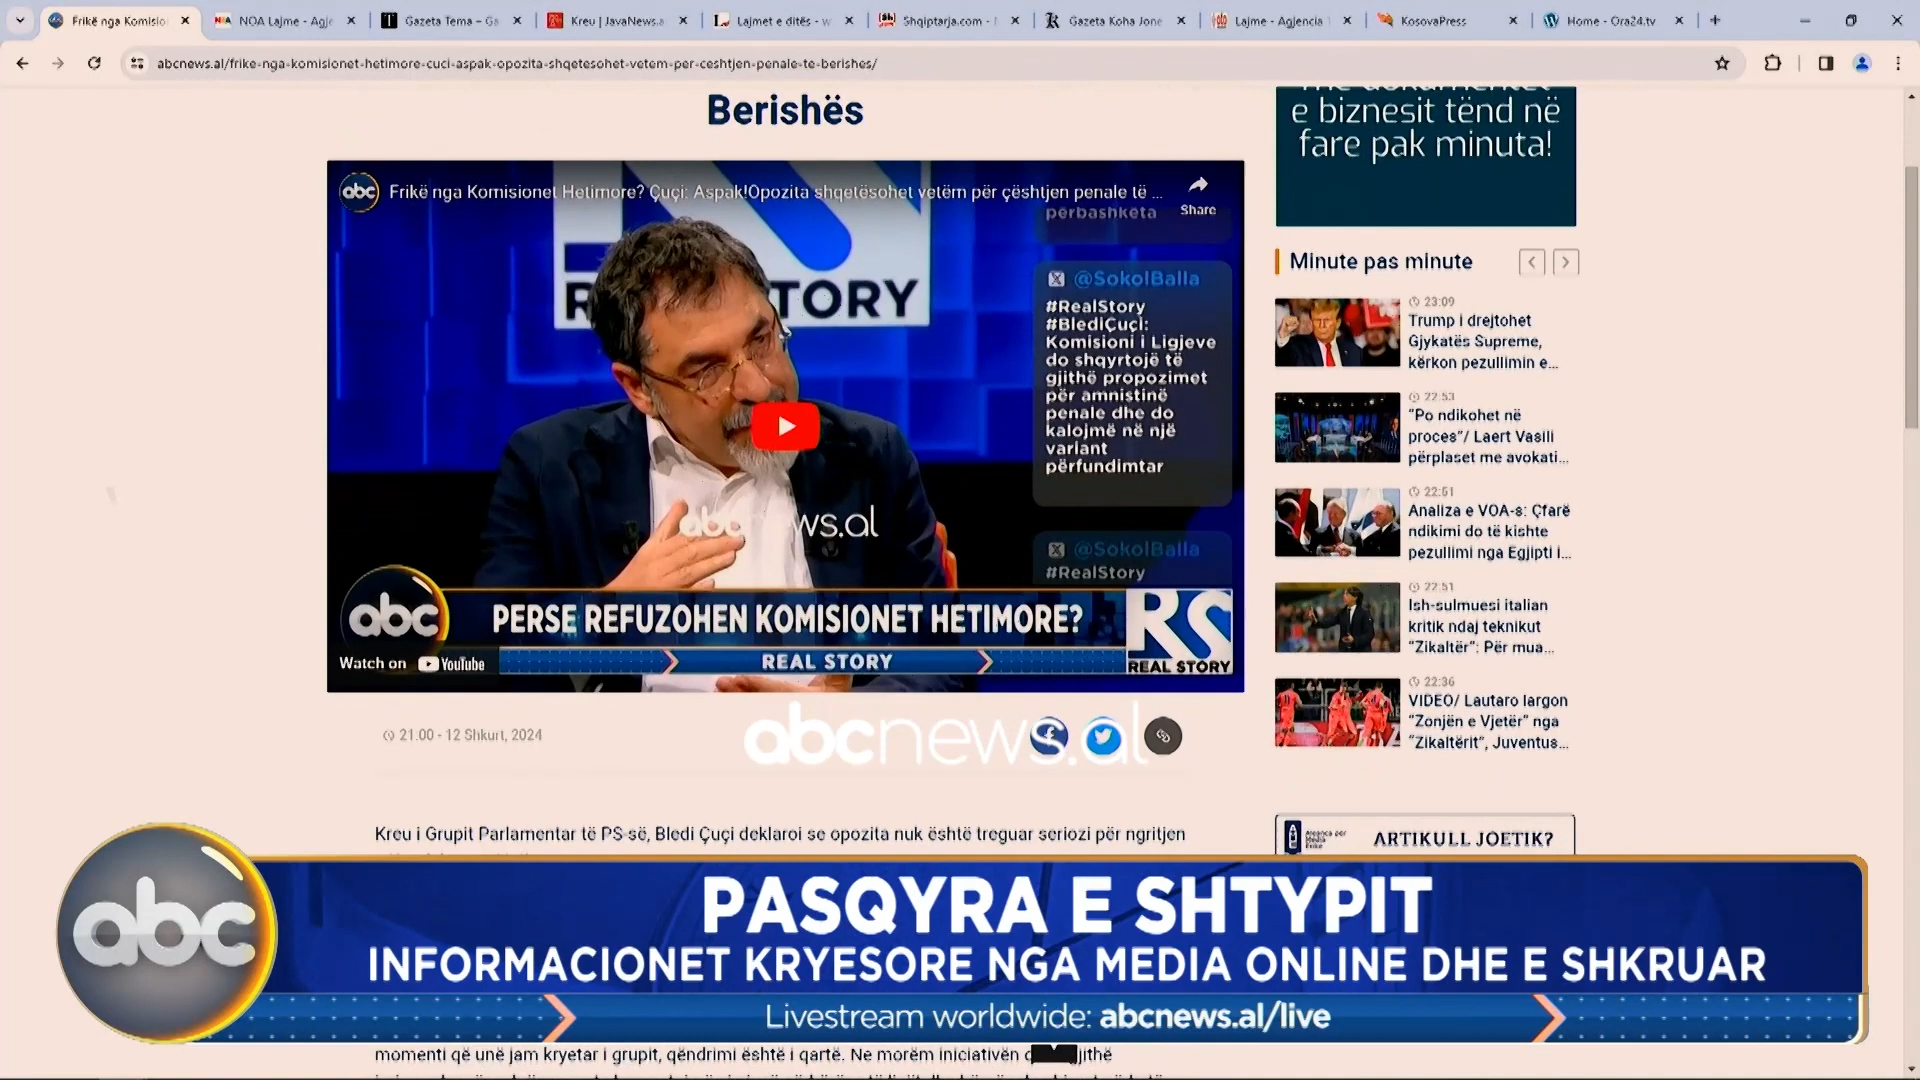 Frikë nga Komisio
NOA Lajme - Agje
Gazeta Tema – Ga
Kreu | JavaNews.a
Lajmet e ditës - w
Shqiptarja.com -
Gazeta Koha Jone
Lajme - Agjencia
KosovaPress
Home - Ora24.tv
abcnews.al/frike-nga-komisionet-hetimore-cuci-aspak-opozita-shqetesohet-vetem-per-ceshtjen-penale-te-berishes/
Berishës
abc
Frikë nga Komisionet Hetimore? Çuçi: Aspak!Opozita shqetësohet vetëm për çështjen penale të ...
Share
STORY
përbashkëta
@SokolBalla
#RealStory
#BlediÇuçi:
Komisioni i Ligjeve
do shqyrtojë të
gjithë propozimet
për amnistinë
penale dhe do
kalojmë në një
variant
përfundimtar
@SokolBalla
#RealStory
abc
PERSE REFUZOHEN KOMISIONET HETIMORE?
RS
REAL STORY
REAL STORY
Watch on YouTube
21.00 - 12 Shkurt, 2024
abcnews.al
Kreu i Grupit Parlamentar të PS-së, Bledi Çuçi deklaroi se opozita nuk është treguar seriozi për ngritjen
e biznesit tënd në
fare pak minuta!
Minute pas minute
23:09
Trump i drejtohet
Gjykatës Supreme,
kërkon pezullimin e...
22:53
“Po ndikohet në
proces”/ Laert Vasili
përplaset me avokati...
22:51
Analiza e VOA-s: Çfarë
ndikimi do të kishte
pezullimi nga Egjipti i...
22:51
Ish-sulmuesi italian
kritik ndaj teknikut
“Zikaltër”: Për mua...
22:36
VIDEO/ Lautaro largon
“Zonjën e Vjetër” nga
“Zikaltërit”, Juventus...
ARTIKULL JOETIK?
abc
PASQYRA E SHTYPIT
INFORMACIONET KRYESORE NGA MEDIA ONLINE DHE E SHKRUAR
Livestream worldwide: abcnews.al/live
momenti që unë jam kryetar i grupit, qëndrimi është i qartë. Ne morëm iniciativën